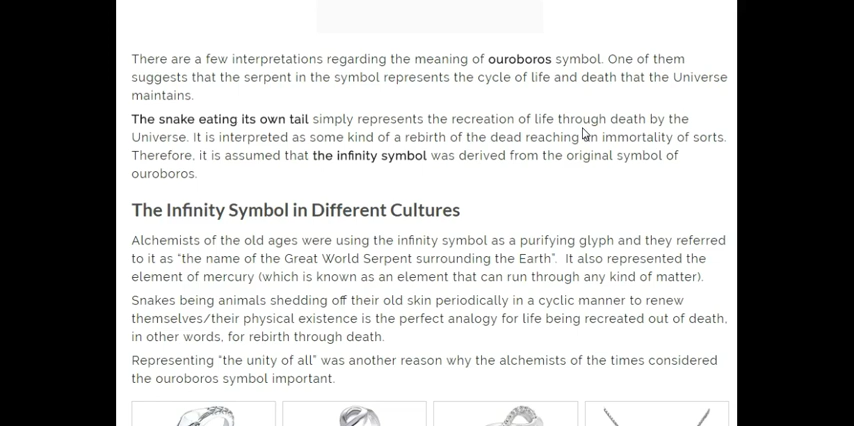 There are a few interpretations regarding the meaning of ouroboros symbol. One of them
suggests that the serpent in the symbol represents the cycle of life and death that the Universe
maintains.
The snake eating its own tail simply represents the recreation of life through death by the
Universe. It is interpreted as some kind of a rebirth of the dead reaching an immortality of sorts.
Therefore, it is assumed that the infinity symbol was derived from the original symbol of
ouroboros.
The Infinity Symbol in Different Cultures
Alchemists of the old ages were using the infinity symbol as a purifying glyph and they referred
to it as “the name of the Great World Serpent surrounding the Earth”. It also represented the
element of mercury (which is known as an element that can run through any kind of matter).
Snakes being animals shedding off their old skin periodically in a cyclic manner to renew
themselves/their physical existence is the perfect analogy for life being recreated out of death,
in other words, for rebirth through death.
Representing “the unity of all” was another reason why the alchemists of the times considered
the ouroboros symbol important.